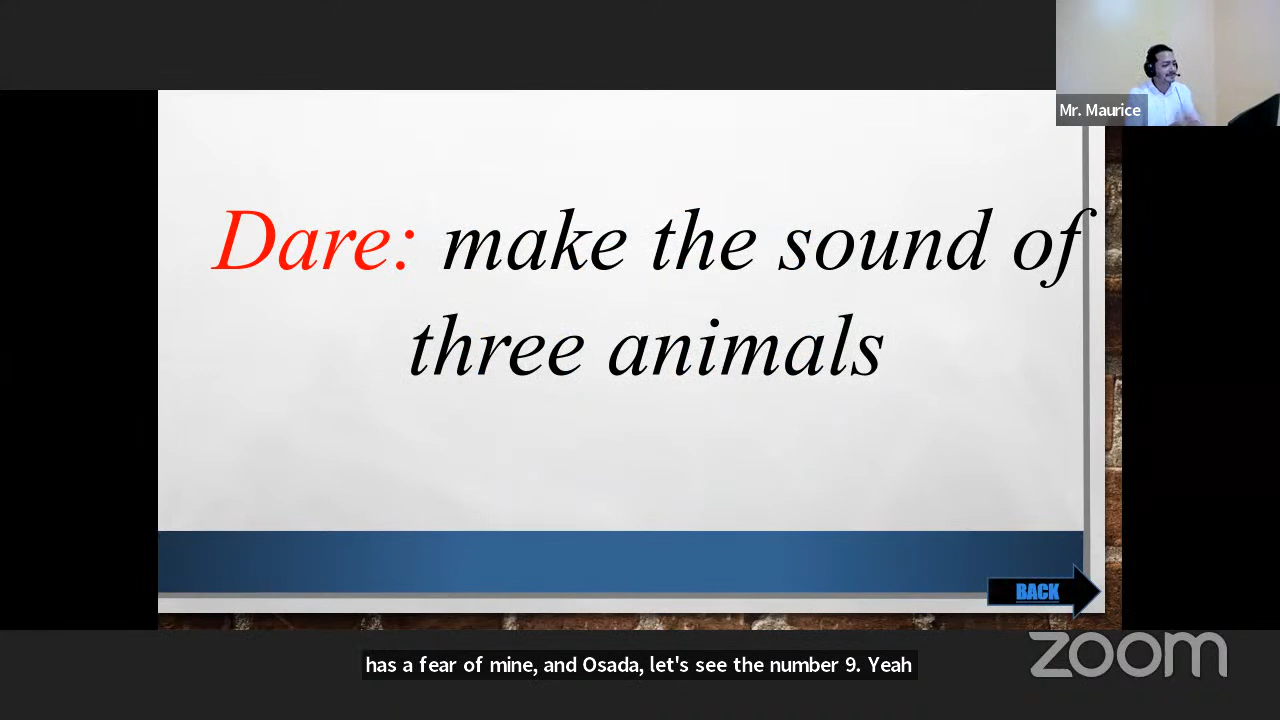 Mr. Maurice
Dare: make the sound of
three animals
BACK
zoom
has a fear of mine, and Osada, let's see the number 9. Yeah